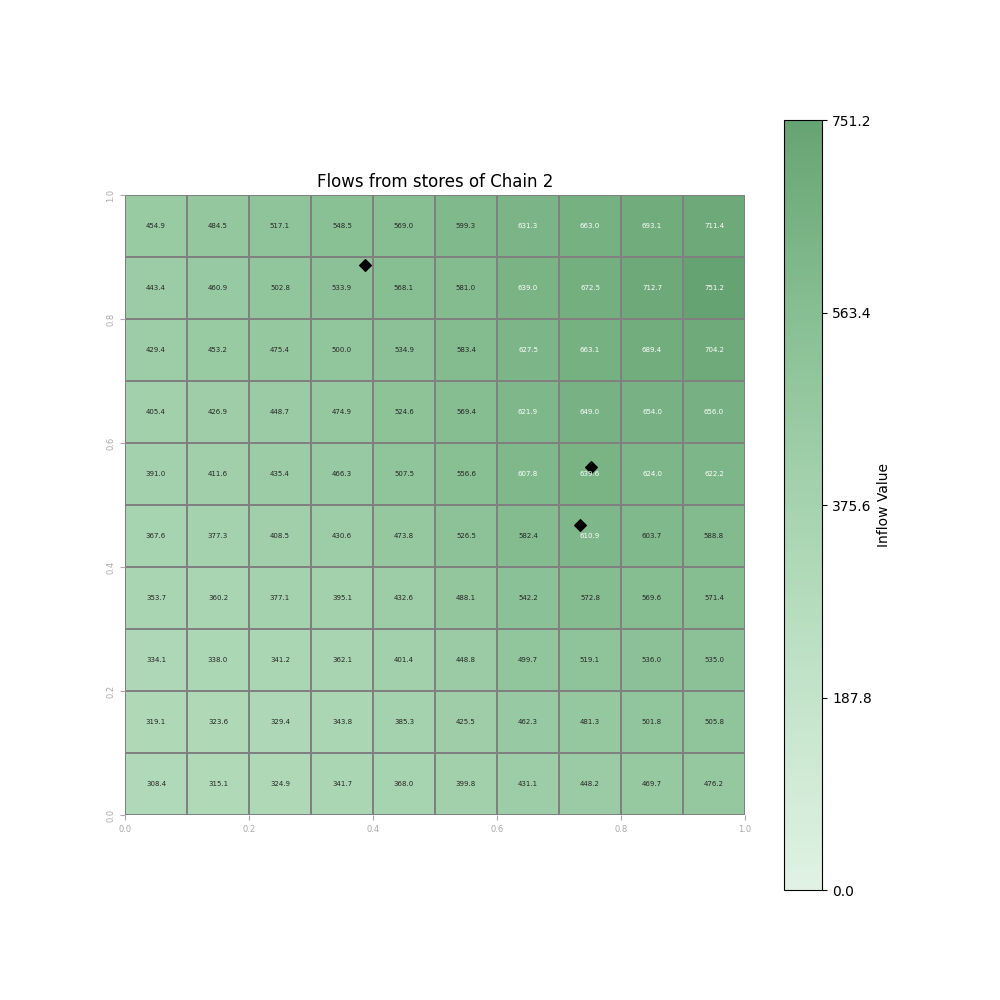 Flows from stores of Chain 2
1.0
454.9 484.5 517.1 548.5 569.0 599.3 631.3 663.0 693.1 711.4
443.4 460.9 502.8 533.9 568.1 581.0 639.0 672.5 712.7 751.2
0.8
429.4 453.2 475.4 500.0 534.9 583.4 627.5 663.1 689.4 704.2
405.4 426.9 448.7 474.9 524.6 569.4 621.9 649.0 654.0 656.0
0.6
391.0 411.6 435.4 466.3 507.5 556.6 607.8 624.0 622.2
367.6 377.3 408.5 430.6 473.8 526.5 582.4 610.9 603.7 588.8
0.4
353.7 360.2 377.1 395.1 432.6 488.1 542.2 572.8 569.6 571.4
334.1 338.0 341.2 362.1 401.4 448.8 499.7 519.1 536.0 535.0
0.2
319.1 323.6 329.4 343.8 385.3 425.5 462.3 481.3 501.8 505.8
308.4 315.1 324.9 341.7 368.0 399.8 431.1 448.2 469.7 476.2
0.0
0.0 0.2 0.4 0.6 0.8 1.0
751.2
563.4
375.6
187.8
0.0
Inflow Value